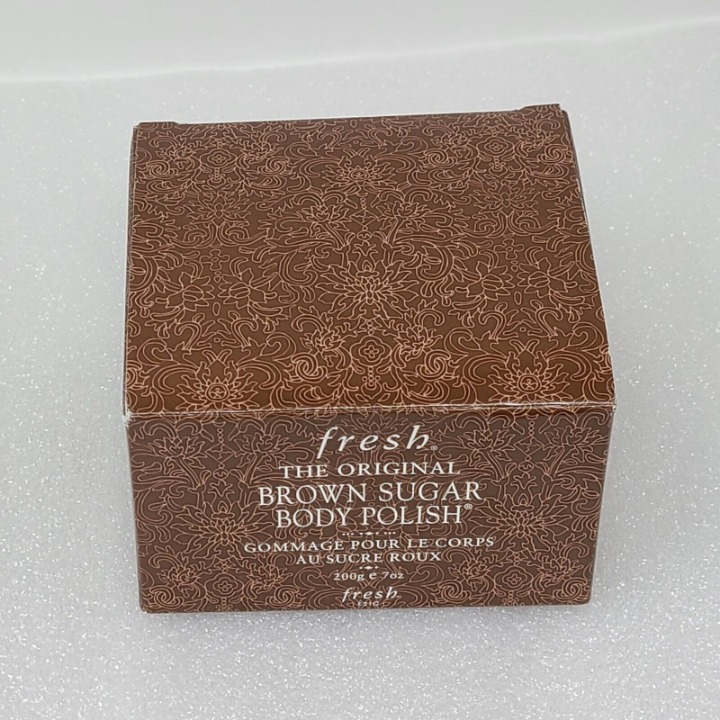 fresh®
THE ORIGINAL
BROWN SUGAR
BODY POLISH®
GOMMAGE POUR LE CORPS
AU SUCRE ROUX
200g e 7oz
fresh